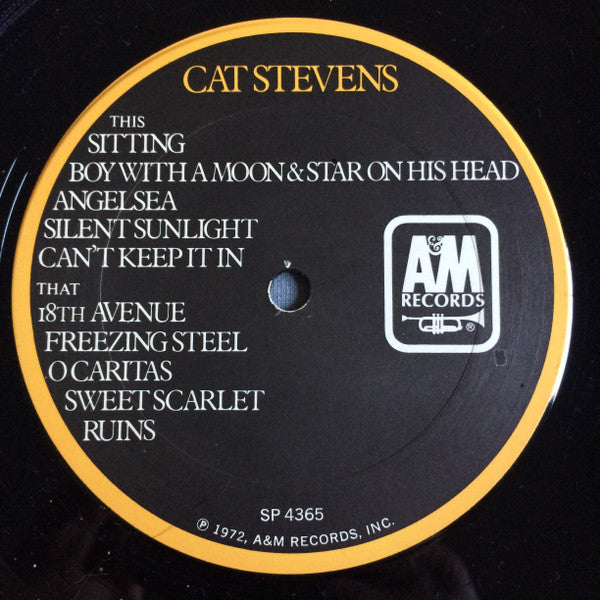 CAT STEVENS
THIS
SITTING
BOY WITH A MOON & STAR ON HIS HEAD
ANGELSEA
SILENT SUNLIGHT
CAN'T KEEP IT IN
THAT
18TH AVENUE
FREEZING STEEL
O CARITAS
SWEET SCARLET
RUINS
A&M
RECORDS
®
SP 4365
℗ 1972, A&M RECORDS, INC.